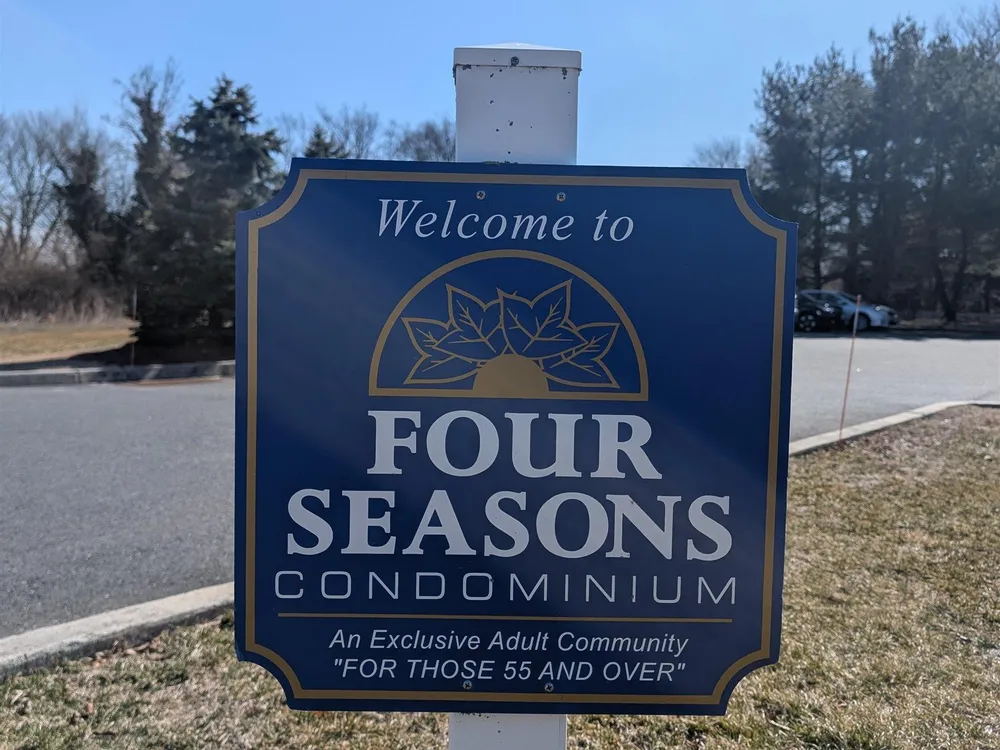 Welcome to
FOUR
SEASONS
CONDOMINIUM
An Exclusive Adult Community
"FOR THOSE 55 AND OVER"